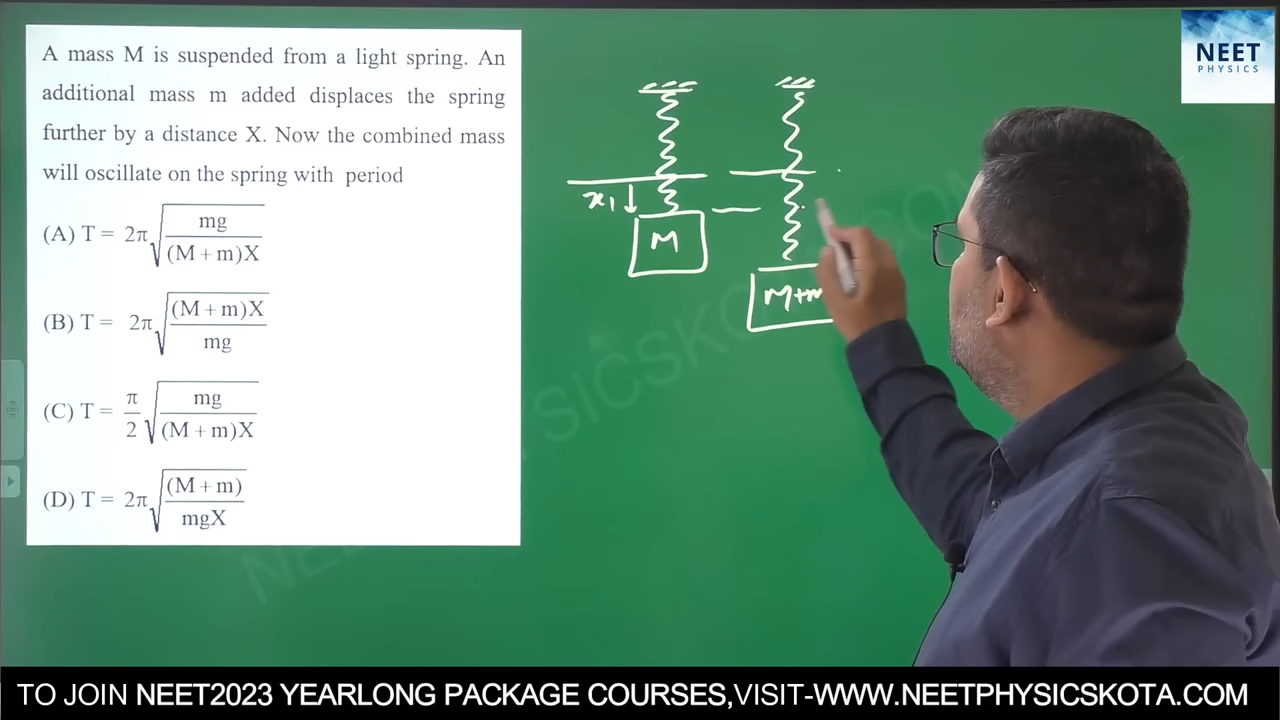 A mass M is suspended from a light spring. An
additional mass m added displaces the spring
further by a distance X. Now the combined mass
will oscillate on the spring with period
(A) T = 2π√(mg/(M + m)X)
(B) T = 2π√((M + m)X/mg)
(C) T = π/2 √(mg/(M + m)X)
(D) T = 2π√((M + m)/mgX)
x₁
M
M+m
NEET
PHYSICS
TO JOIN NEET2023 YEARLONG PACKAGE COURSES,VISIT-WWW.NEETPHYSICSKOTA.COM